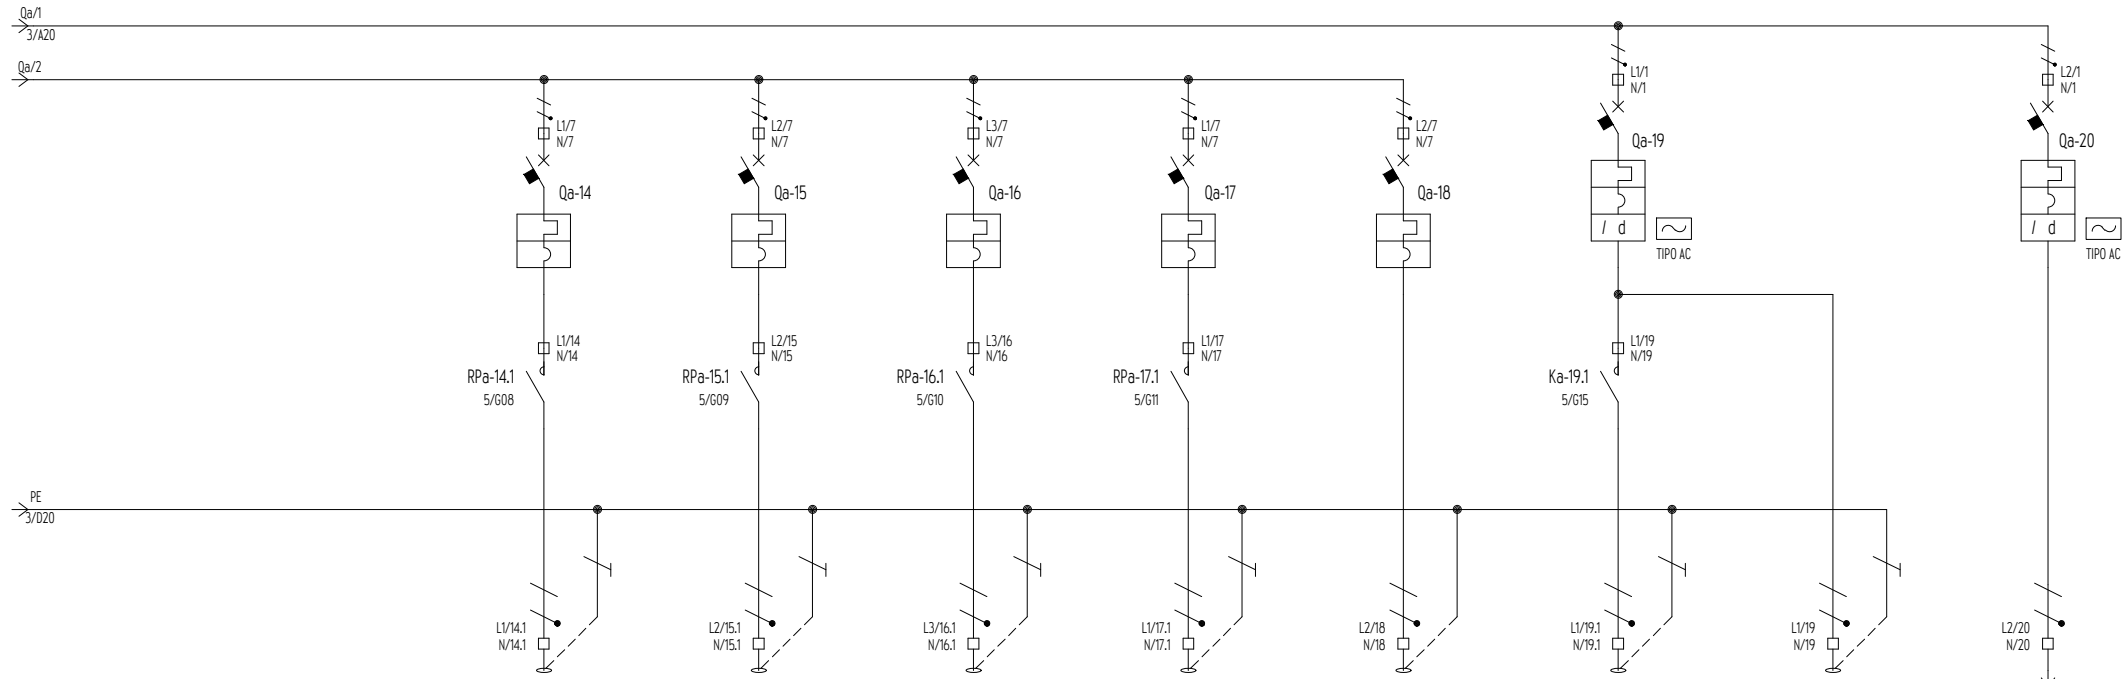 Qa/1
3/A20
Qa/2
L1/1
N/1
L2/1
N/1
L1/7
N/7
L2/7
N/7
L3/7
N/7
L1/7
N/7
L2/7
N/7
Qa-19
Qa-20
Qa-14
Qa-15
Qa-16
Qa-17
Qa-18
I d
I d
TIPO AC
TIPO AC
L1/14
N/14
L2/15
N/15
L3/16
N/16
L1/17
N/17
L1/19
N/19
RPa-14.1
5/G08
RPa-15.1
5/G09
RPa-16.1
5/G10
RPa-17.1
5/G11
Ka-19.1
5/G15
PE
3/D20
L1/14.1
N/14.1
L2/15.1
N/15.1
L3/16.1
N/16.1
L1/17.1
N/17.1
L2/18
N/18
L1/19.1
N/19.1
L1/19
N/19
L2/20
N/20